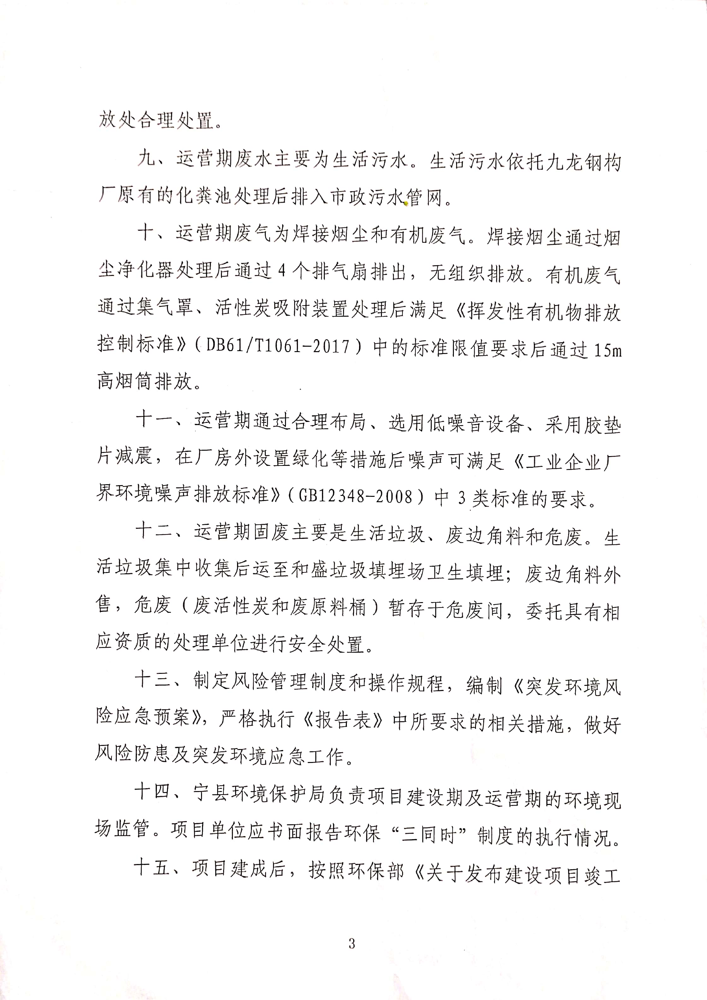 放处合理处置。
九、运营期废水主要为生活污水。生活污水依托九龙钢构
厂原有的化粪池处理后排入市政污水管网。
十、运营期废气为焊接烟尘和有机废气。焊接烟尘通过烟
尘净化器处理后通过 4 个排气扇排出，无组织排放。有机废气
通过集气罩、活性炭吸附装置处理后满足《挥发性有机物排放
控制标准》（DB61/T1061-2017）中的标准限值要求后通过 15m
高烟筒排放。
十一、运营期通过合理布局、选用低噪音设备、采用胶垫
片减震，在厂房外设置绿化等措施后噪声可满足《工业企业厂
界环境噪声排放标准》（GB12348-2008）中 3 类标准的要求。
十二、运营期固废主要是生活垃圾、废边角料和危废。生
活垃圾集中收集后运至和盛垃圾填埋场卫生填埋；废边角料外
售，危废（废活性炭和废原料桶）暂存于危废间，委托具有相
应资质的处理单位进行安全处置。
十三、制定风险管理制度和操作规程，编制《突发环境风
险应急预案》，严格执行《报告表》中所要求的相关措施，做好
风险防患及突发环境应急工作。
十四、宁县环境保护局负责项目建设期及运营期的环境现
场监管。项目单位应书面报告环保“三同时”制度的执行情况。
十五、项目建成后，按照环保部《关于发布建设项目竣工
3